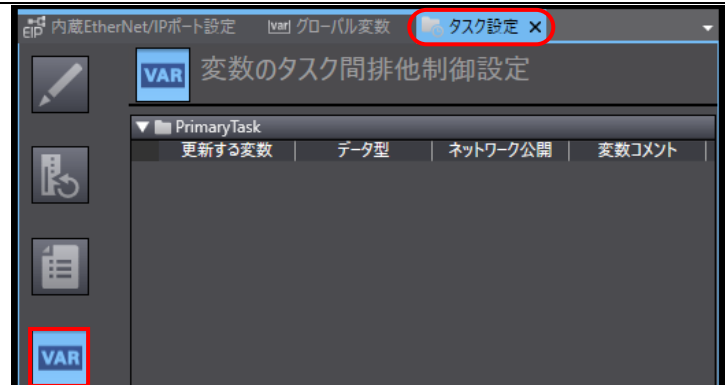 EIP 内蔵EtherNet/IPポート設定 var グローバル変数 タスク設定 ×
VAR 変数のタスク間排他制御設定
▼ PrimaryTask
更新する変数 | データ型 | ネットワーク公開 | 変数コメント |
VAR